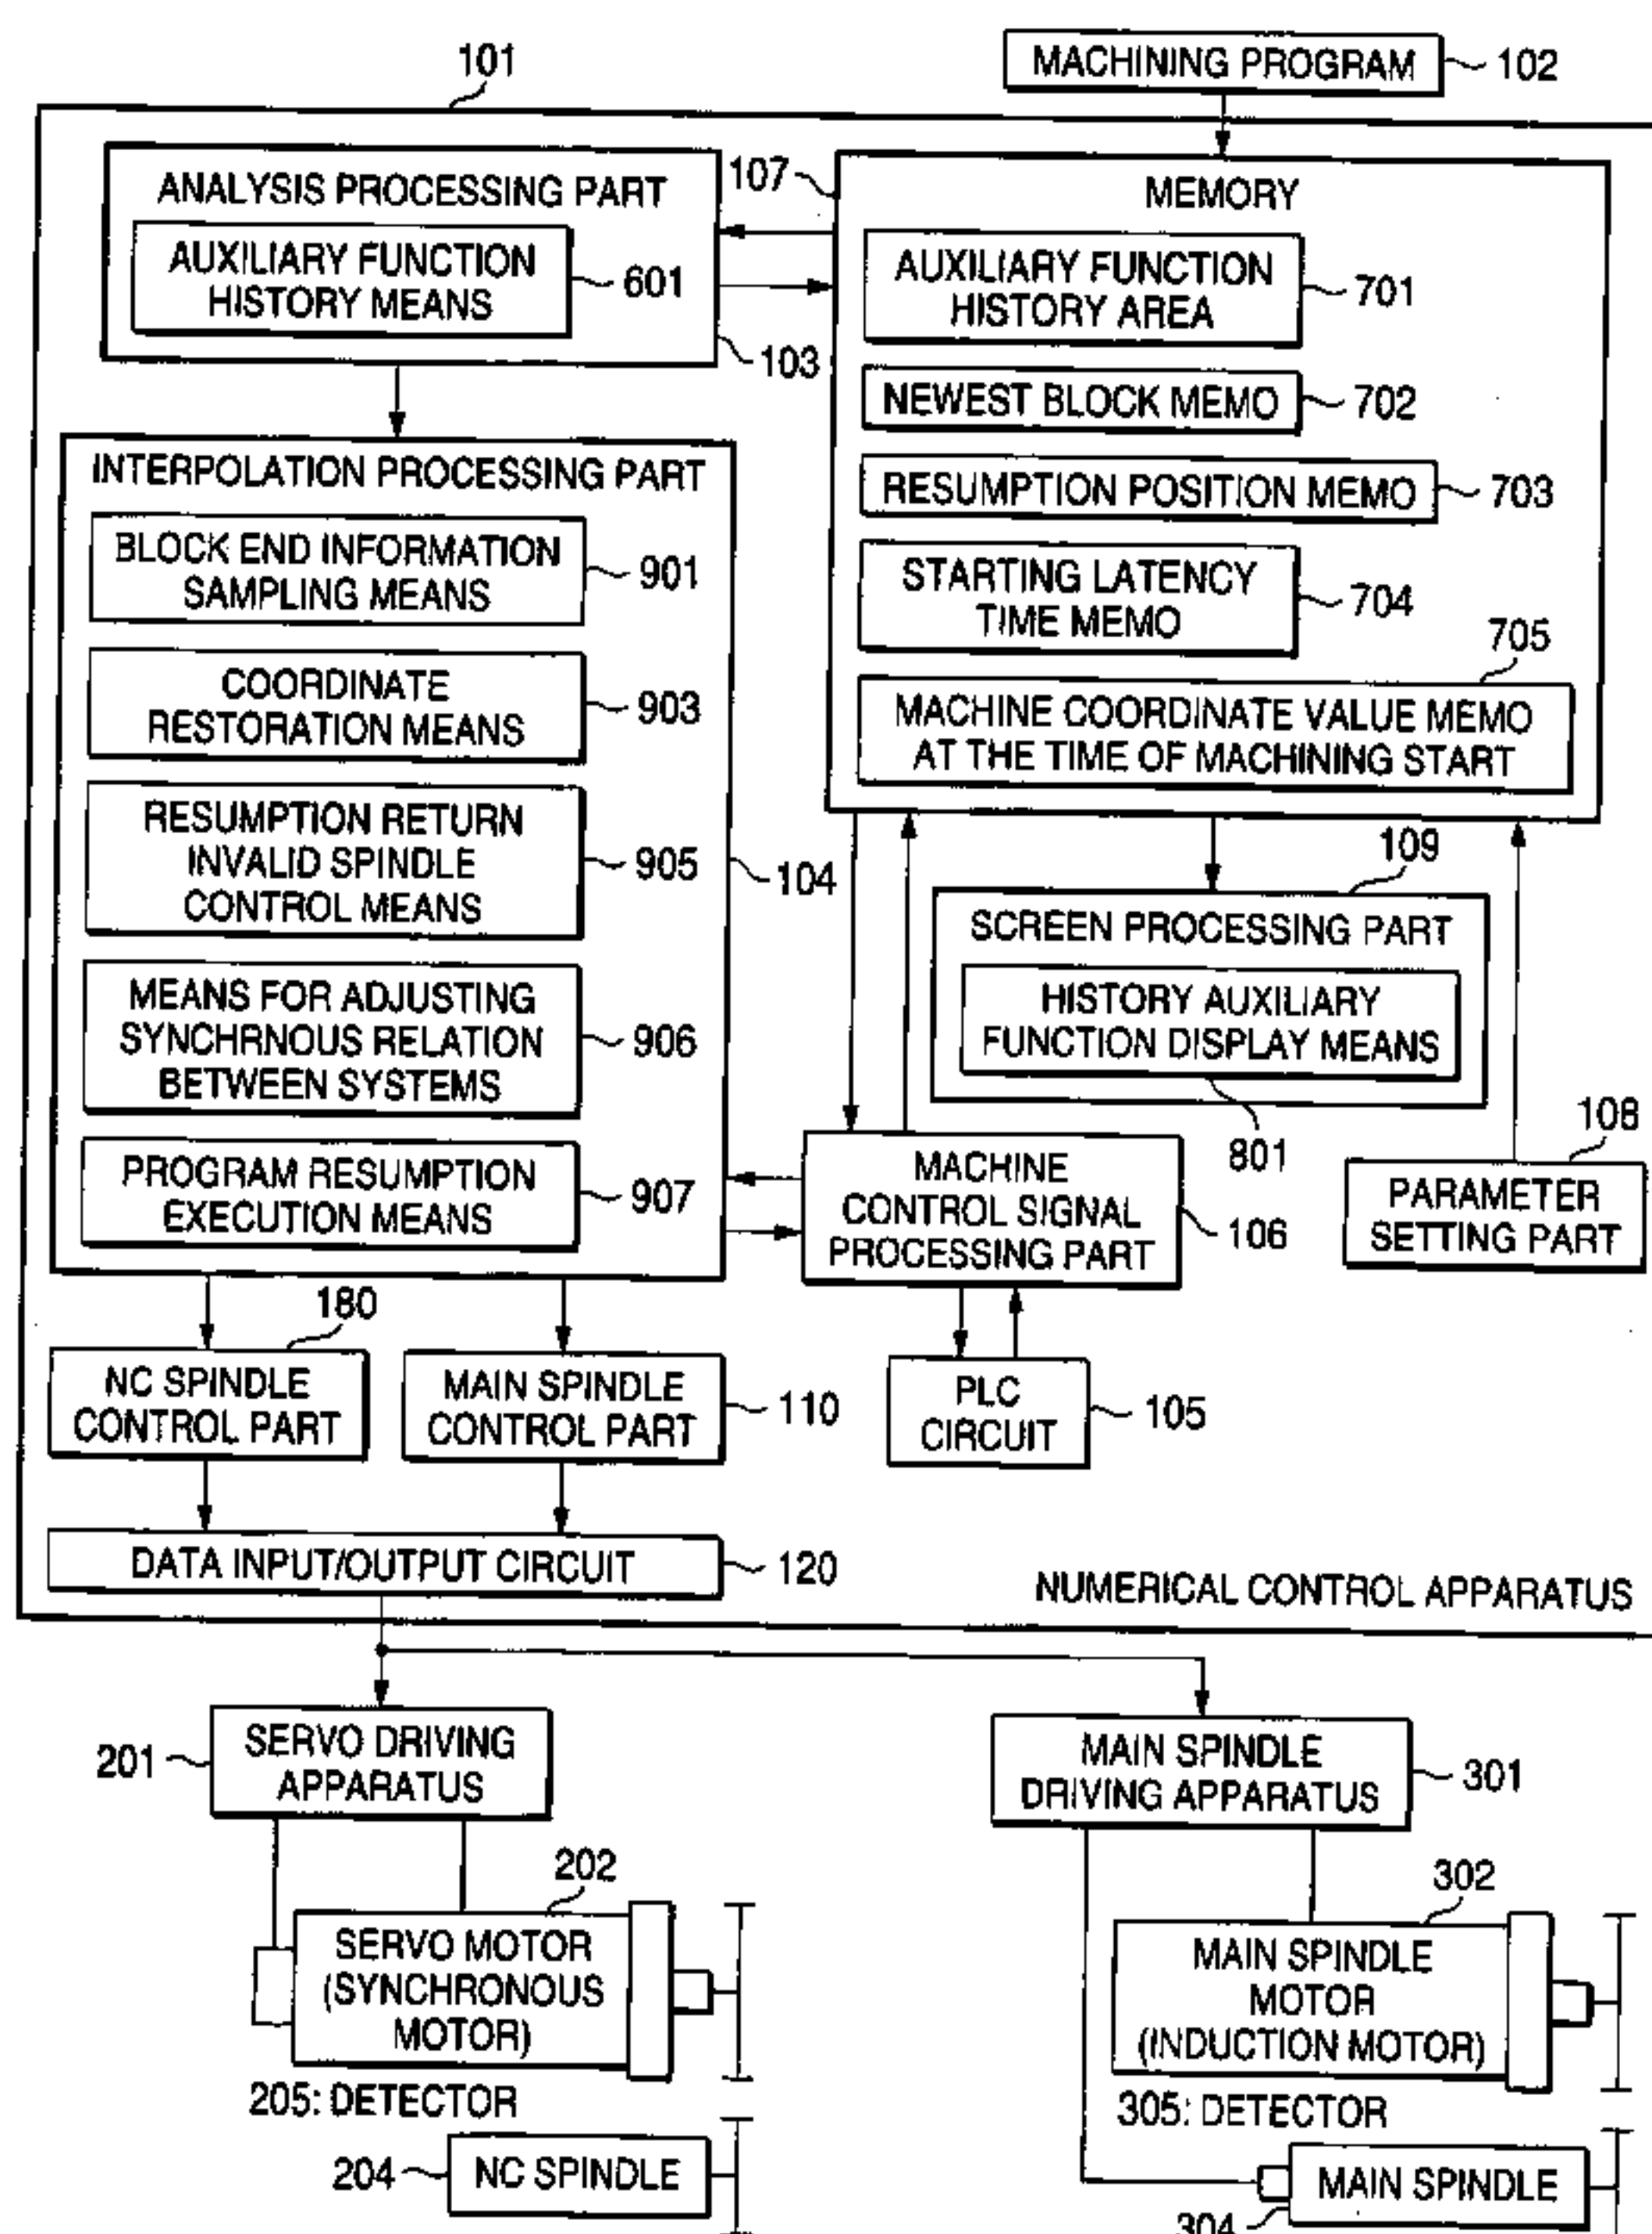 101
MACHINING PROGRAM
102
ANALYSIS PROCESSING PART
AUXILIARY FUNCTION
HISTORY MEANS
601
103
107
MEMORY
AUXILIARY FUNCTION
HISTORY AREA
701
NEWEST BLOCK MEMO
702
RESUMPTION POSITION MEMO
703
STARTING LATENCY
TIME MEMO
704
705
MACHINE COORDINATE VALUE MEMO
AT THE TIME OF MACHINING START
INTERPOLATION PROCESSING PART
BLOCK END INFORMATION
SAMPLING MEANS
901
COORDINATE
RESTORATION MEANS
903
RESUMPTION RETURN
INVALID SPINDLE
CONTROL MEANS
905
104
MEANS FOR ADJUSTING
SYNCHRNOUS RELATION
BETWEEN SYSTEMS
906
PROGRAM RESUMPTION
EXECUTION MEANS
907
109
SCREEN PROCESSING PART
HISTORY AUXILIARY
FUNCTION DISPLAY MEANS
801
108
PARAMETER
SETTING PART
MACHINE
CONTROL SIGNAL
PROCESSING PART
106
180
NC SPINDLE
CONTROL PART
MAIN SPINDLE
CONTROL PART
110
PLC
CIRCUIT
105
DATA INPUT/OUTPUT CIRCUIT
120
NUMERICAL CONTROL APPARATUS
201
SERVO DRIVING
APPARATUS
MAIN SPINDLE
DRIVING APPARATUS
301
202
SERVO MOTOR
(SYNCHRONOUS
MOTOR)
205: DETECTOR
204
NC SPINDLE
302
MAIN SPINDLE
MOTOR
(INDUCTION MOTOR)
305: DETECTOR
MAIN SPINDLE
304